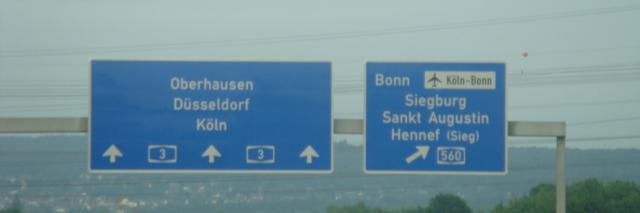 Oberhausen
Düsseldorf
Köln
3 3
Bonn Köln-Bonn
Siegburg
Sankt Augustin
Hennef (Sieg)
560